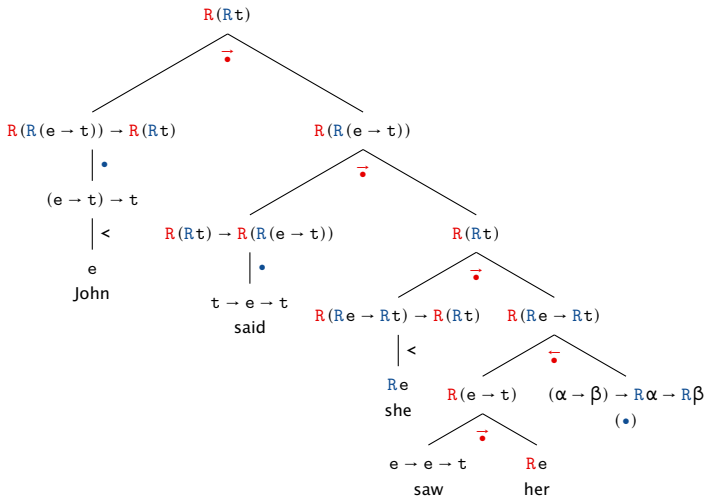 R(Rt)
→•
R(R(e → t)) → R(Rt) R(R(e → t))
• →•
(e → t) → t R(Rt) → R(R(e → t)) R(Rt)
< • →•
e t → e → t R(Re → Rt) → R(Rt) R(Re → Rt)
John said < ←•
Re R(e → t) (α → β) → Rα → Rβ
she →• (•)
e → e → t Re
saw her